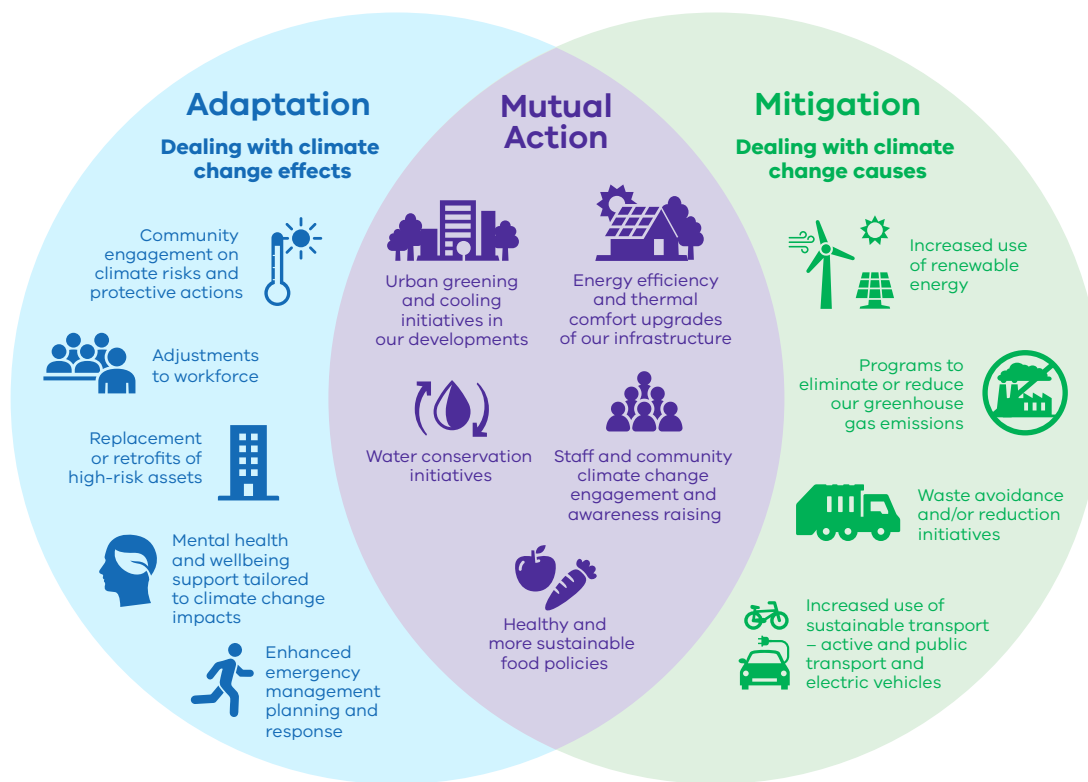 Adaptation
Dealing with climate
change effects
Community
engagement on
climate risks and
protective actions
Adjustments
to workforce
Replacement
or retrofits of
high-risk assets
Mental health
and wellbeing
support tailored
to climate change
impacts
Enhanced
emergency
management
planning and
response
Mutual
Action
Urban greening
and cooling
initiatives in
our developments
Energy efficiency
and thermal
comfort upgrades
of our infrastructure
Water conservation
initiatives
Staff and community
climate change
engagement and
awareness raising
Healthy and
more sustainable
food policies
Mitigation
Dealing with climate
change causes
Increased use
of renewable
energy
Programs to
eliminate or reduce
our greenhouse
gas emissions
Waste avoidance
and/or reduction
initiatives
Increased use of
sustainable transport
– active and public
transport and
electric vehicles